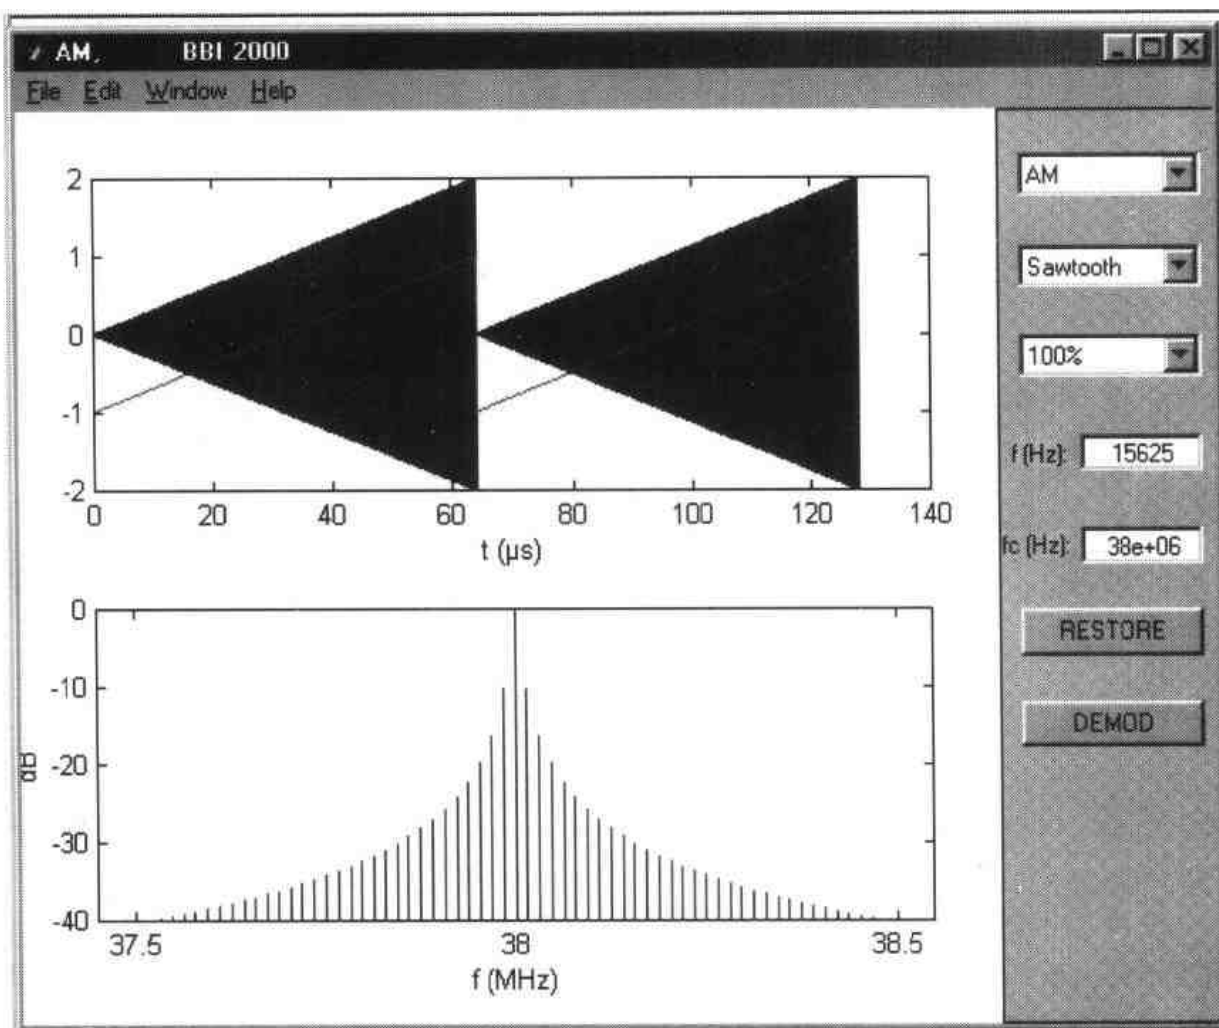 AM, BBI 2000
File Edit Window Help
2
1
0
-1
-2
0 20 40 60 80 100 120 140
t (µs)
0
-10
-20
-30
-40
dB
37.5 38 38.5
f (MHz)
AM
Sawtooth
100%
f (Hz): 15625
fc (Hz): 38e+06
RESTORE
DEMOD